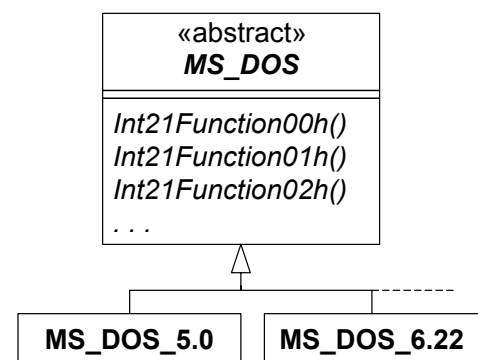 «abstract»
MS_DOS
Int21Function00h()
Int21Function01h()
Int21Function02h()
. . .
MS_DOS_5.0
MS_DOS_6.22